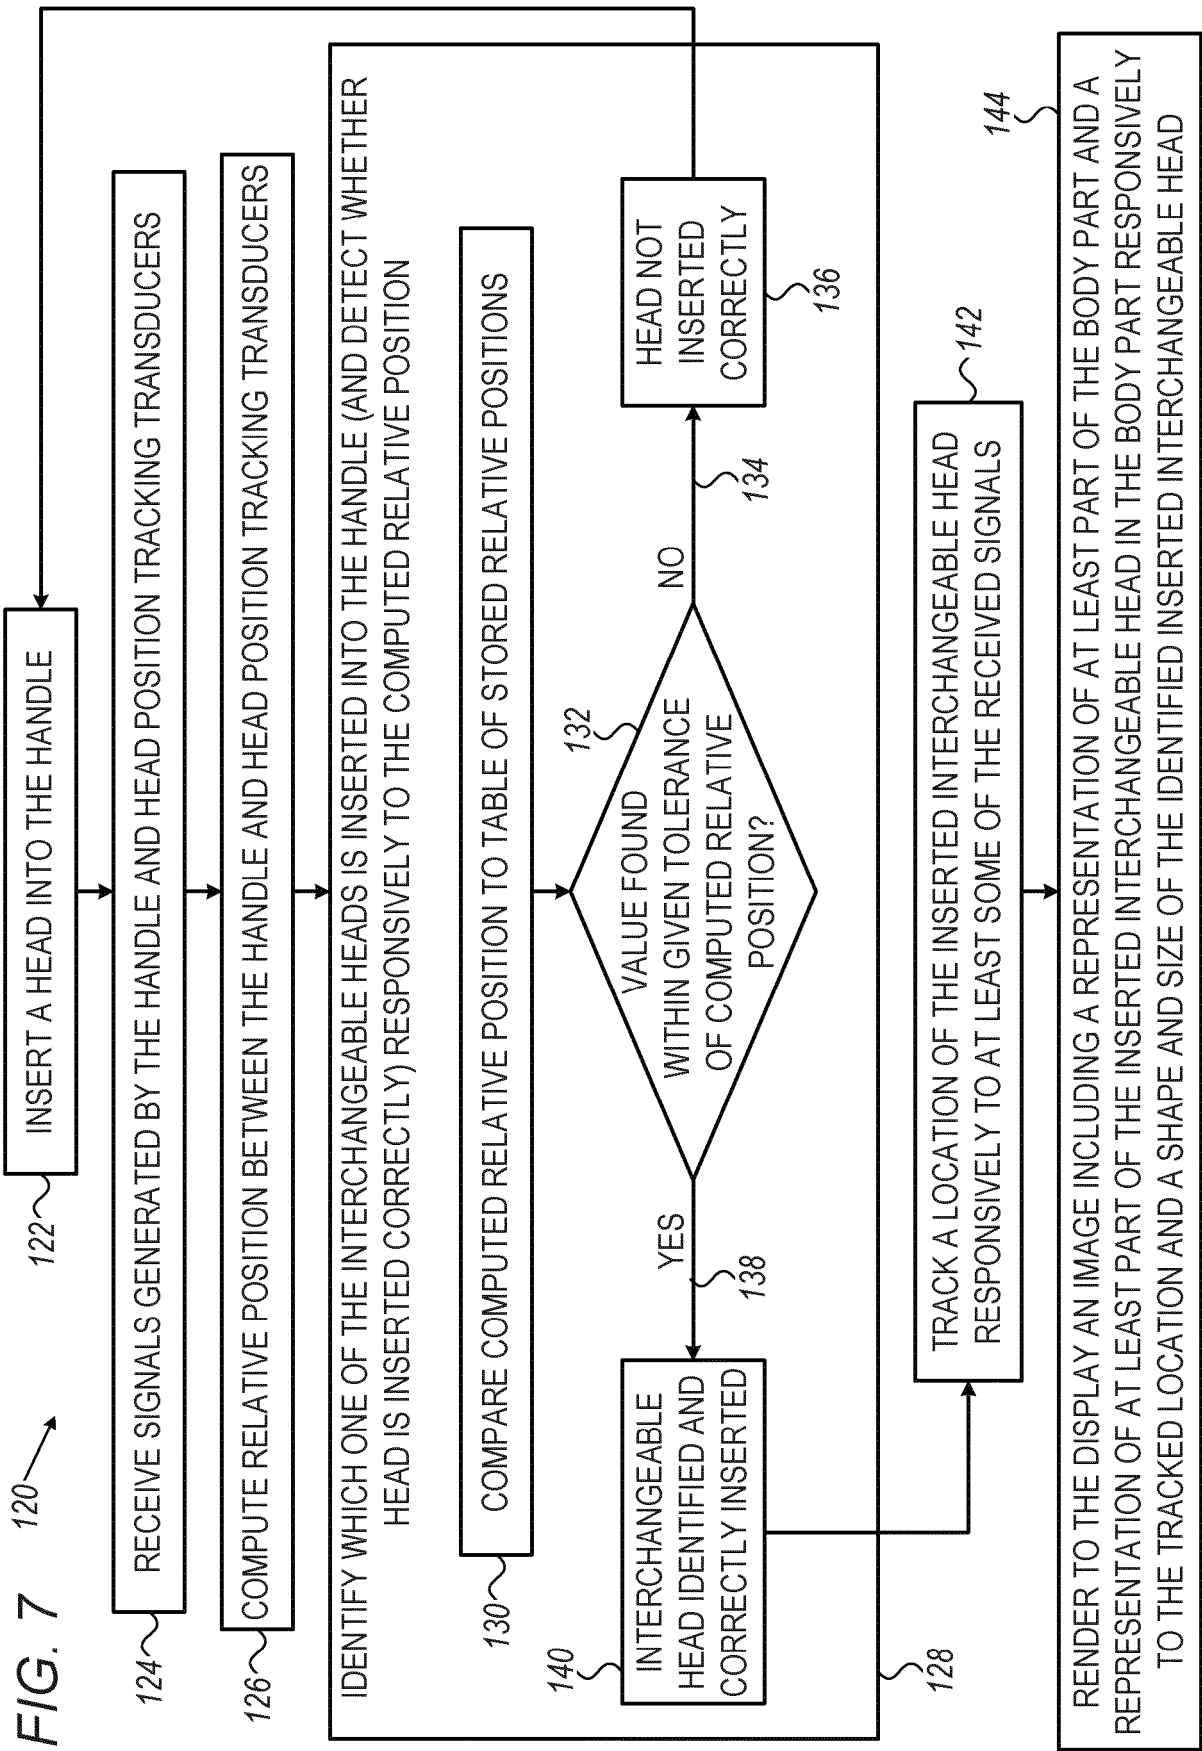 FIG. 7
120
INSERT A HEAD INTO THE HANDLE
122
RECEIVE SIGNALS GENERATED BY THE HANDLE AND HEAD POSITION TRACKING TRANSDUCERS
124
COMPUTE RELATIVE POSITION BETWEEN THE HANDLE AND HEAD POSITION TRACKING TRANSDUCERS
126
IDENTIFY WHICH ONE OF THE INTERCHANGEABLE HEADS IS INSERTED INTO THE HANDLE (AND DETECT WHETHER
HEAD IS INSERTED CORRECTLY) RESPONSIVELY TO THE COMPUTED RELATIVE POSITION
COMPARE COMPUTED RELATIVE POSITION TO TABLE OF STORED RELATIVE POSITIONS
130
VALUE FOUND
WITHIN GIVEN TOLERANCE
OF COMPUTED RELATIVE
POSITION?
132
NO
134
HEAD NOT
INSERTED
CORRECTLY
136
YES
138
INTERCHANGEABLE
HEAD IDENTIFIED AND
CORRECTLY INSERTED
140
128
TRACK A LOCATION OF THE INSERTED INTERCHANGEABLE HEAD
RESPONSIVELY TO AT LEAST SOME OF THE RECEIVED SIGNALS
142
RENDER TO THE DISPLAY AN IMAGE INCLUDING A REPRESENTATION OF AT LEAST PART OF THE BODY PART AND A
REPRESENTATION OF AT LEAST PART OF THE INSERTED INTERCHANGEABLE HEAD IN THE BODY PART RESPONSIVELY
TO THE TRACKED LOCATION AND A SHAPE AND SIZE OF THE IDENTIFIED INSERTED INTERCHANGEABLE HEAD
144